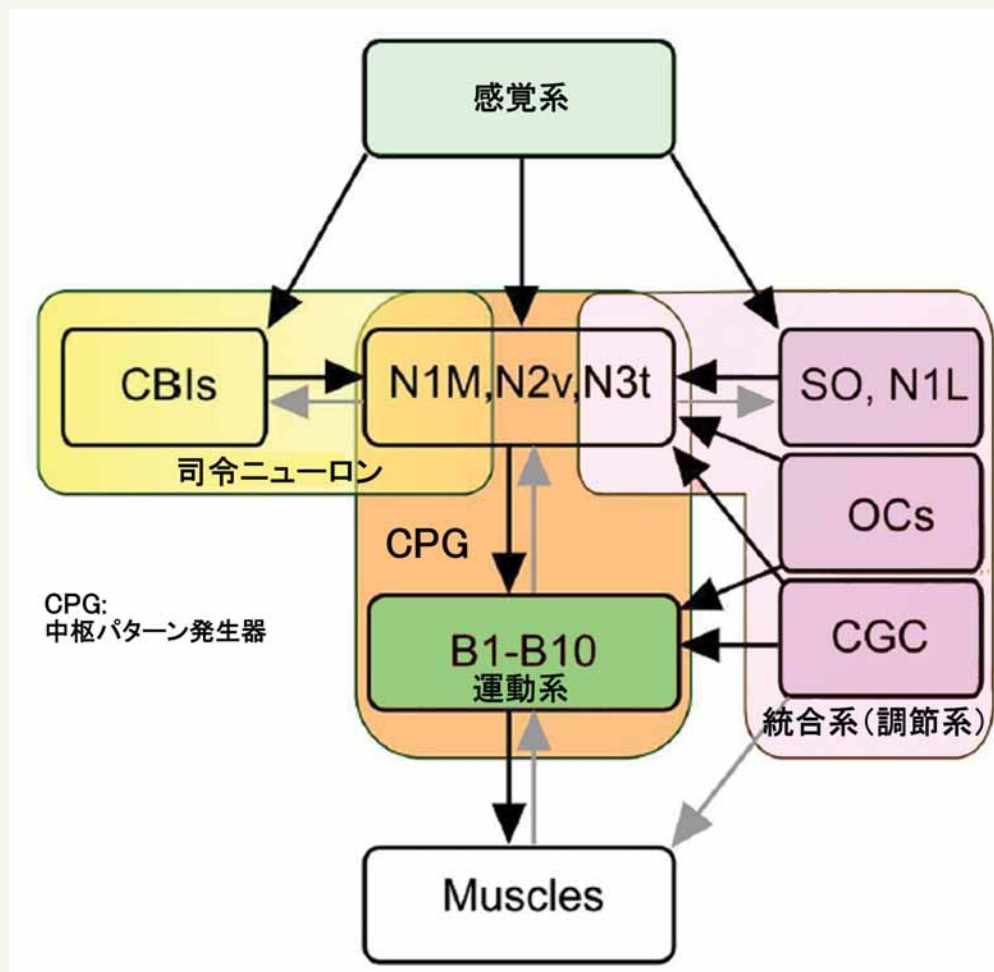 感覚系
CBIs
N1M,N2v,N3t
SO, N1L
司令ニューロン
OCs
CPG
CPG:
中枢パターン発生器
B1-B10
運動系
CGC
統合系(調節系)
Muscles